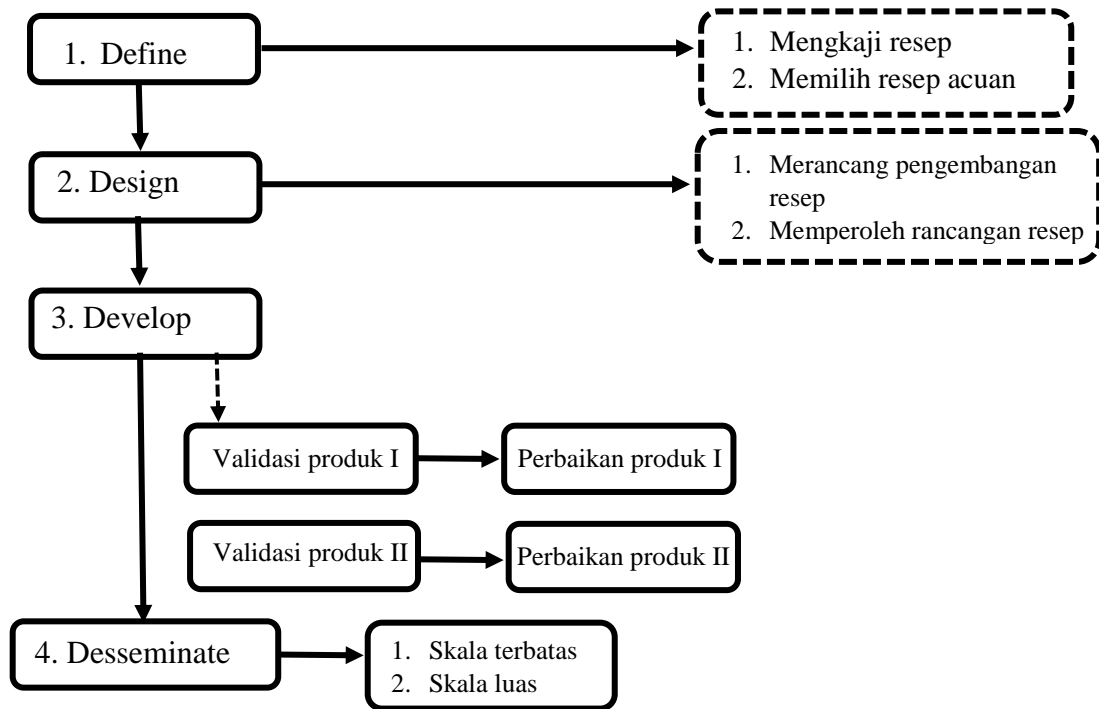 1. Define
1. Mengkaji resep
2. Memilih resep acuan
2. Design
1. Merancang pengembangan
resep
2. Memperoleh rancangan resep
3. Develop
Validasi produk I
Perbaikan produk I
Validasi produk II
Perbaikan produk II
4. Desseminate
1. Skala terbatas
2. Skala luas